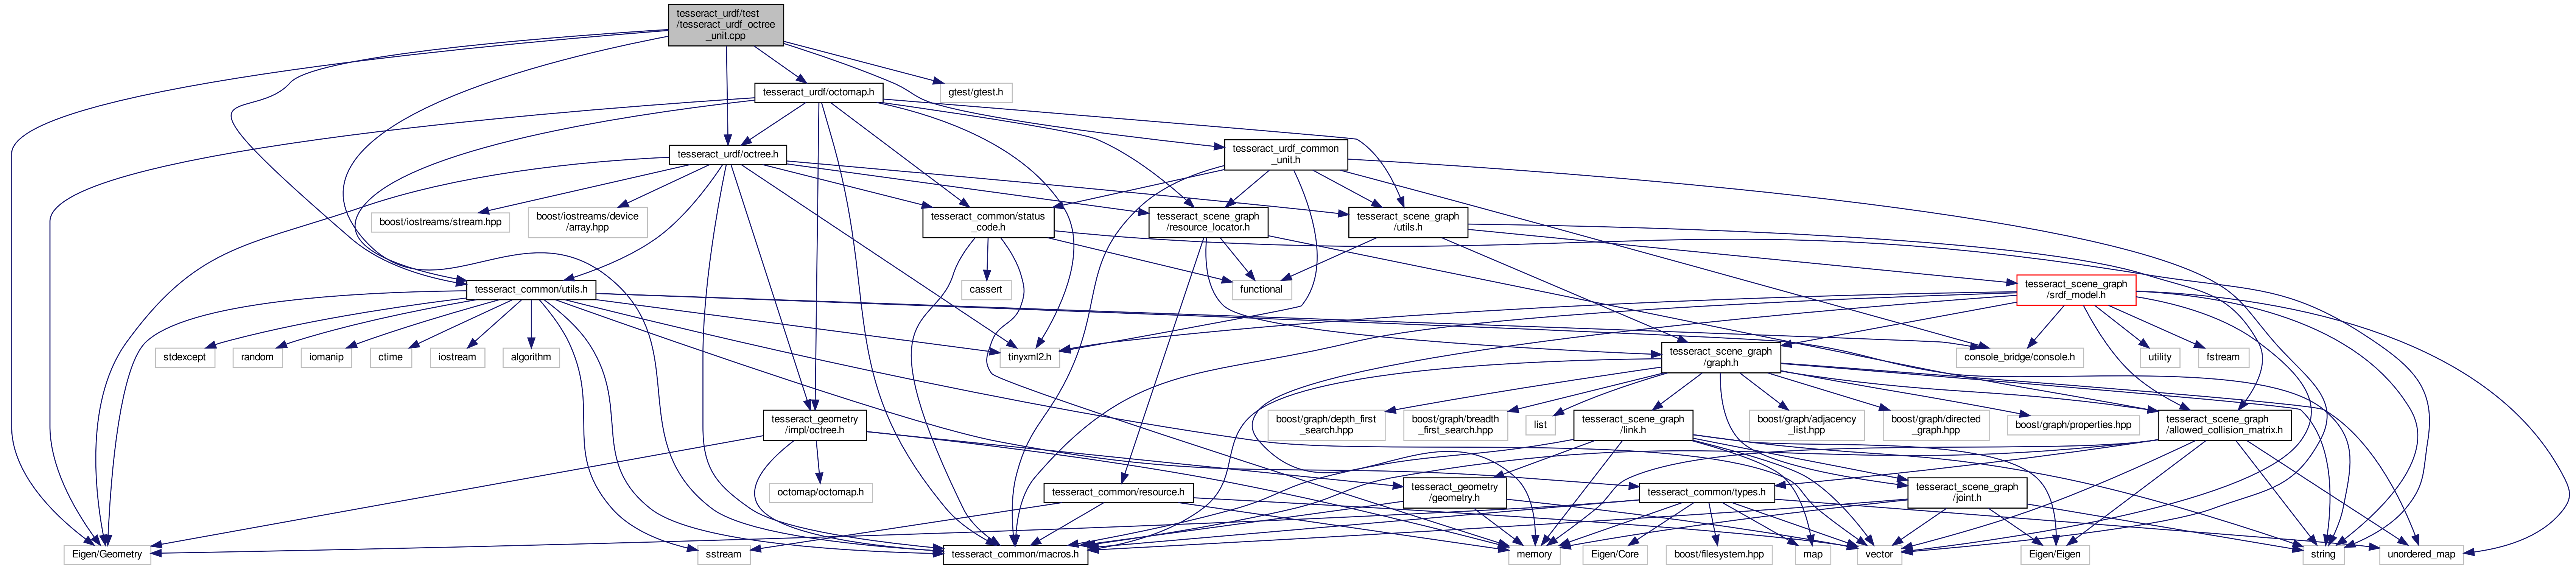 tesseract_urdf/test
/tesseract_urdf_octree
_unit.cpp
tesseract_urdf/octomap.h
gtest/gtest.h
tesseract_urdf/octree.h
tesseract_urdf_common
_unit.h
boost/iostreams/stream.hpp
boost/iostreams/device
/array.hpp
tesseract_common/status
_code.h
tesseract_scene_graph
/resource_locator.h
tesseract_scene_graph
/utils.h
tesseract_common/utils.h
cassert
functional
tesseract_scene_graph
/srdf_model.h
stdexcept
random
iomanip
ctime
iostream
algorithm
tinyxml2.h
tesseract_scene_graph
/graph.h
console_bridge/console.h
utility
fstream
tesseract_geometry
/impl/octree.h
boost/graph/depth_first
_search.hpp
boost/graph/breadth
_first_search.hpp
list
tesseract_scene_graph
/link.h
boost/graph/adjacency
_list.hpp
boost/graph/directed
_graph.hpp
boost/graph/properties.hpp
tesseract_scene_graph
/allowed_collision_matrix.h
octomap/octomap.h
tesseract_common/resource.h
tesseract_geometry
/geometry.h
tesseract_common/types.h
tesseract_scene_graph
/joint.h
Eigen/Geometry
sstream
tesseract_common/macros.h
memory
Eigen/Core
boost/filesystem.hpp
map
vector
Eigen/Eigen
string
unordered_map